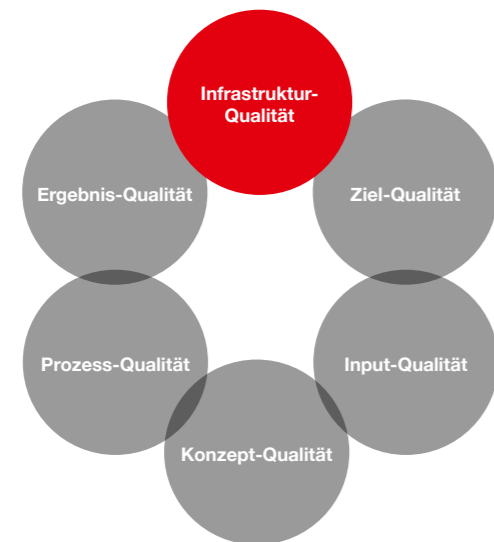 Infrastruktur-
Qualität
Ergebnis-Qualität
Ziel-Qualität
Prozess-Qualität
Input-Qualität
Konzept-Qualität